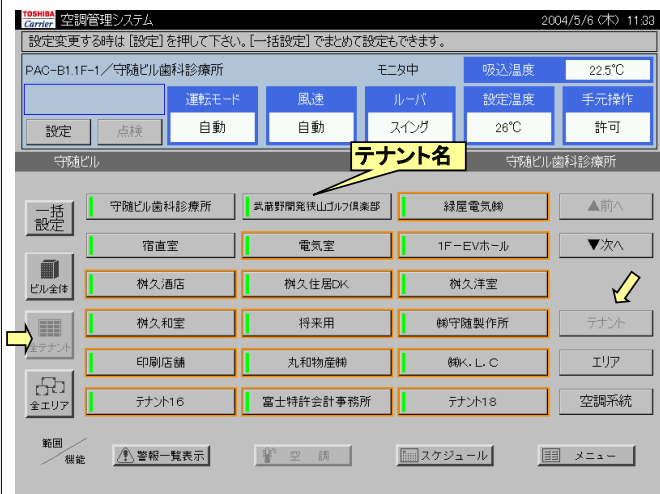 TOSHIBA
Carrier 空調管理システム 2004/5/6 (木) 11:33
設定変更する時は [設定] を押して下さい。[一括設定] でまとめて設定もできます。
PAC-B1.1F-1／守随ビル歯科診療所 モニタ中 吸込温度 22.5℃
運転モード 風速 ルーバ 設定温度 手元操作
設定 点検 自動 自動 スイング 26℃許可
テナント名
守随ビル 守随ビル歯科診療所
一括設定 守随ビル歯科診療所 武蔵野開発狭山ゴルフ倶楽部 緑屋電気㈱ ▲前へ
宿直室 電気室 1F－EVホール ▼次へ
ビル全体 桝久酒店 桝久住居DK 桝久洋室
全テナント 桝久和室 将来用 ㈱守随製作所 テナント
印刷店舗 丸和物産㈱ ㈱K．L．C エリア
全エリア テナント16 富士特許会計事務所 テナント18 空調系統
範囲／機能 警報一覧表示 空 調 スケジュール メニュー